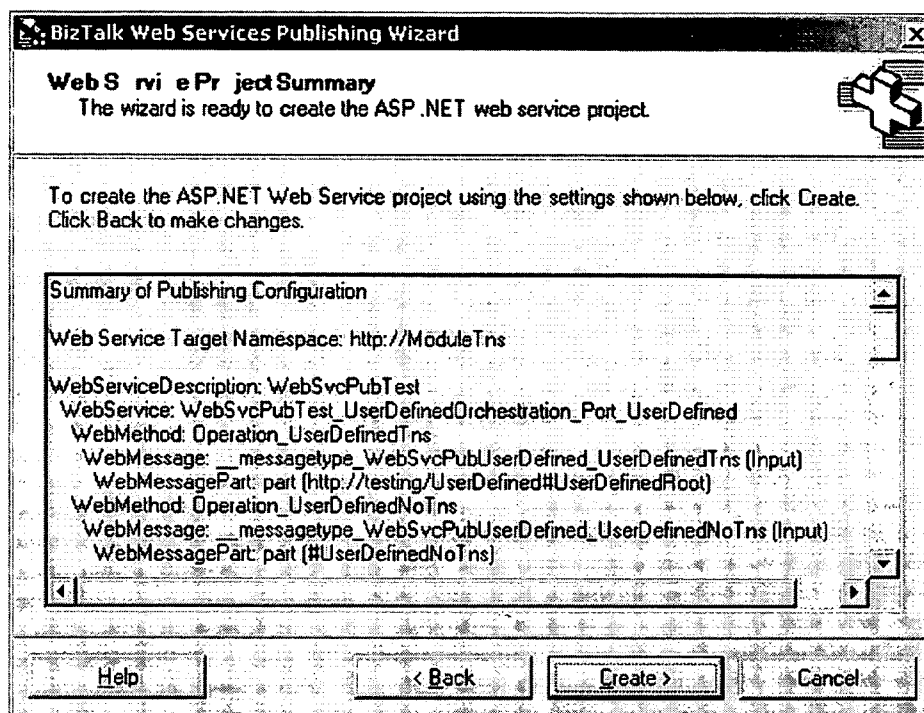 BizTalk Web Services Publishing Wizard
Web S rvi e Pr ject Summary
The wizard is ready to create the ASP .NET web service project.
To create the ASP.NET Web Service project using the settings shown below, click Create.
Click Back to make changes.
Summary of Publishing Configuration
Web Service Target Namespace: http://ModuleTns
WebServiceDescription: WebSvcPubTest
WebService: WebSvcPubTest_UserDefinedOrchestration_Port_UserDefined
WebMethod: Operation_UserDefinedTns
WebMessage: __messagetype_WebSvcPubUserDefined_UserDefinedTns (Input)
WebMessagePart: part (http://testing/UserDefined#UserDefinedRoot)
WebMethod: Operation_UserDefinedNoTns
WebMessage: __messagetype_WebSvcPubUserDefined_UserDefinedNoTns (Input)
WebMessagePart: part (#UserDefinedNoTns)
Help
< Back
Create >
Cancel